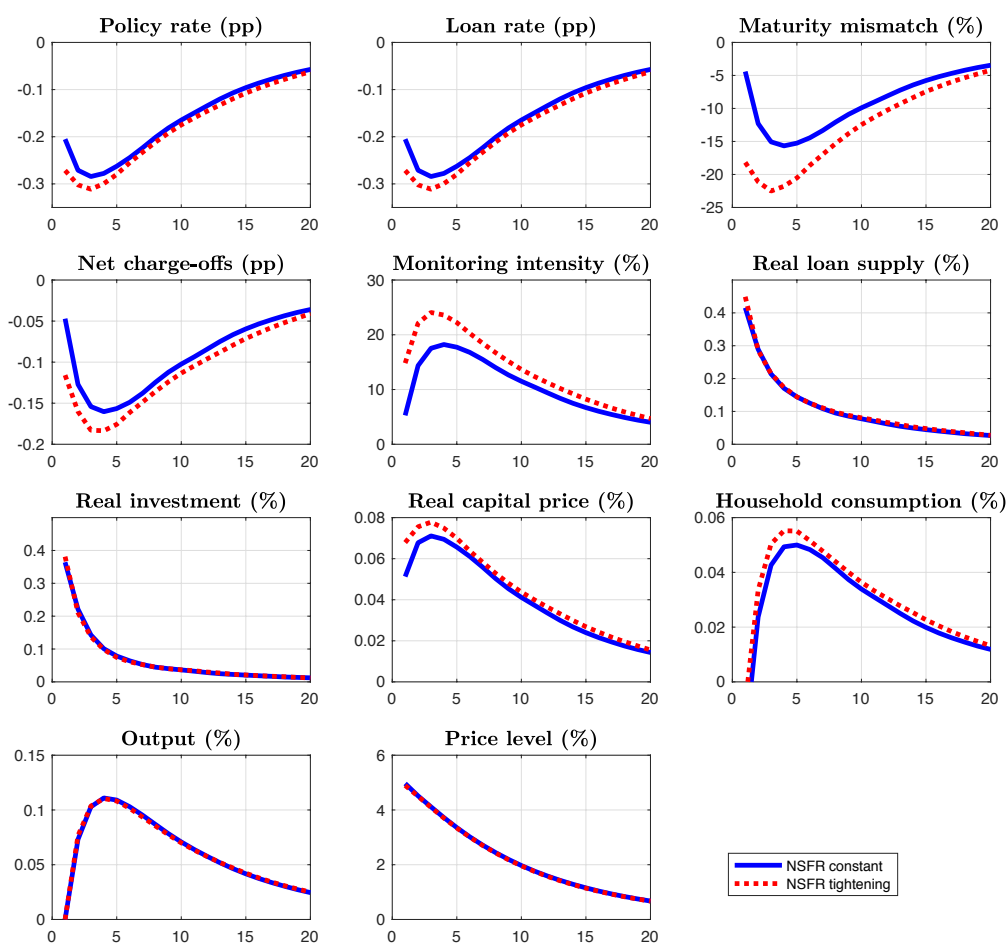 Policy rate (pp)
0
-0.1
-0.2
-0.3
0 5 10 15 20
Loan rate (pp)
0
-0.1
-0.2
-0.3
0 5 10 15 20
Maturity mismatch (%)
0
-5
-10
-15
-20
-25
0 5 10 15 20
Net charge-offs (pp)
0
-0.05
-0.1
-0.15
-0.2
0 5 10 15 20
Monitoring intensity (%)
30
20
10
0
0 5 10 15 20
Real loan supply (%)
0.4
0.3
0.2
0.1
0
0 5 10 15 20
Real investment (%)
0.4
0.3
0.2
0.1
0
0 5 10 15 20
Real capital price (%)
0.08
0.06
0.04
0.02
0
0 5 10 15 20
Household consumption (%)
0.06
0.04
0.02
0
0 5 10 15 20
Output (%)
0.15
0.1
0.05
0
0 5 10 15 20
Price level (%)
6
4
2
0
0 5 10 15 20
NSFR constant
NSFR tightening